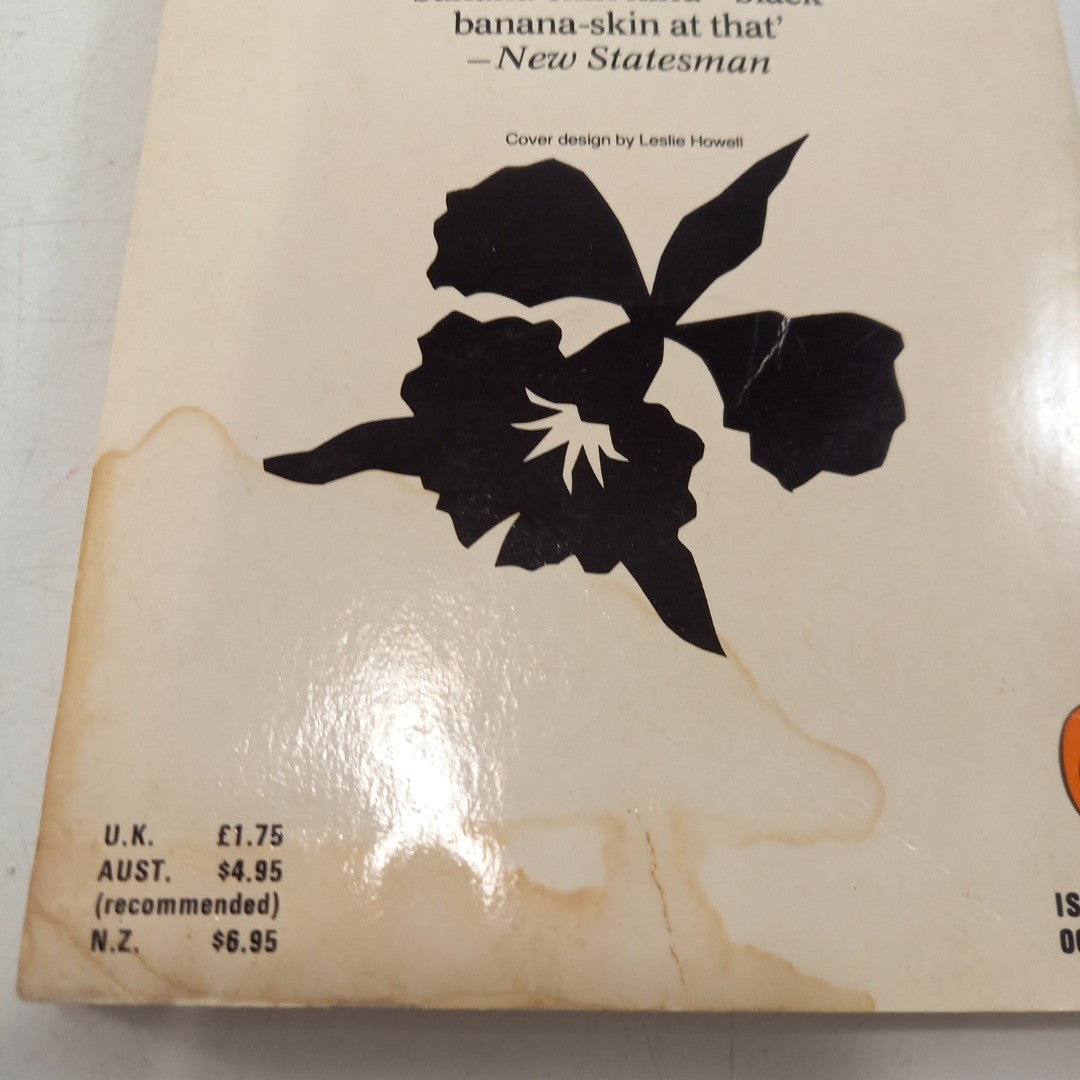 banana-skin at that'
– New Statesman
Cover design by Leslie Howell
U.K. £1.75
AUST. $4.95
(recommended)
N.Z. $6.95